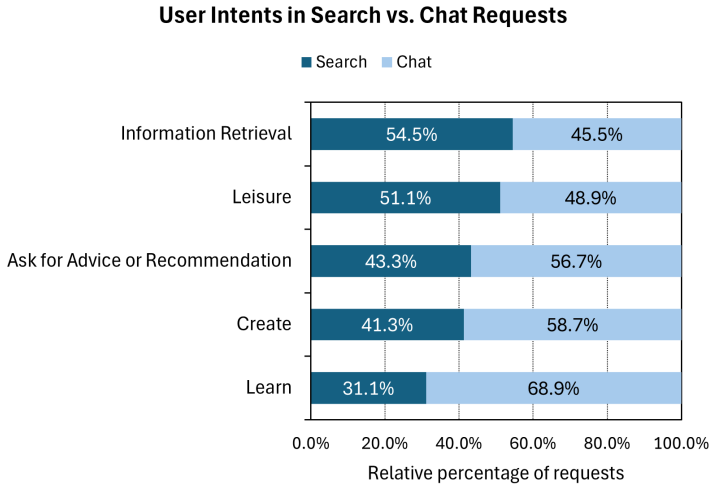 User Intents in Search vs. Chat Requests
Search Chat
Information Retrieval 54.5% 45.5%
Leisure 51.1% 48.9%
Ask for Advice or Recommendation 43.3% 56.7%
Create 41.3% 58.7%
Learn 31.1% 68.9%
0.0% 20.0% 40.0% 60.0% 80.0% 100.0%
Relative percentage of requests